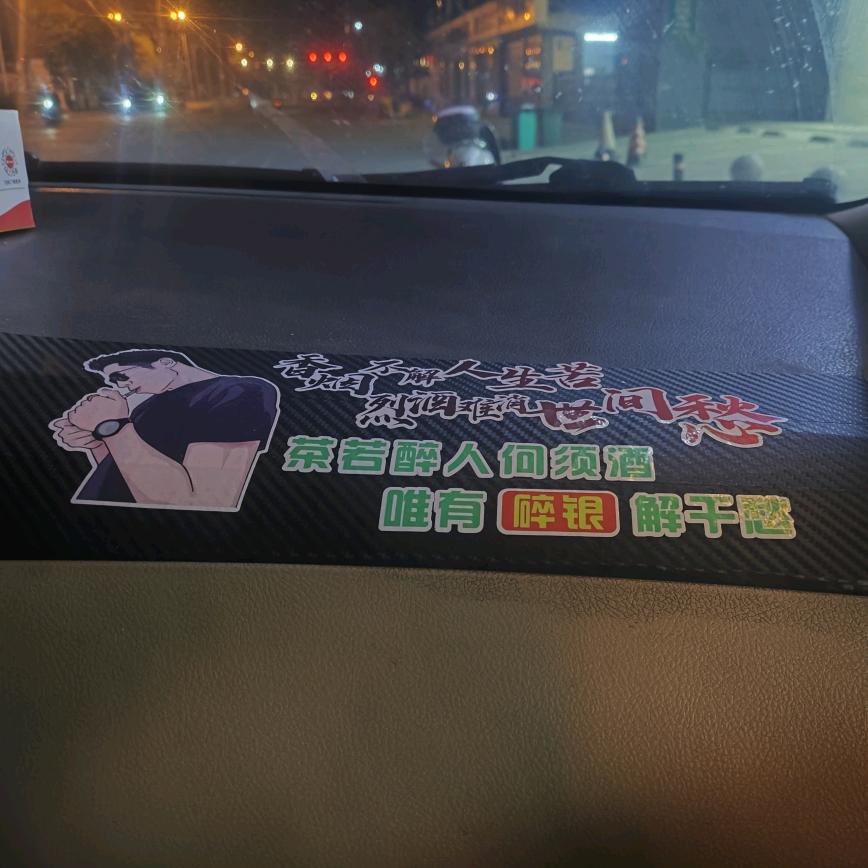 香烟不解人生苦
烈酒难消世间愁
茶若醉人何须酒
唯有碎银解千愁